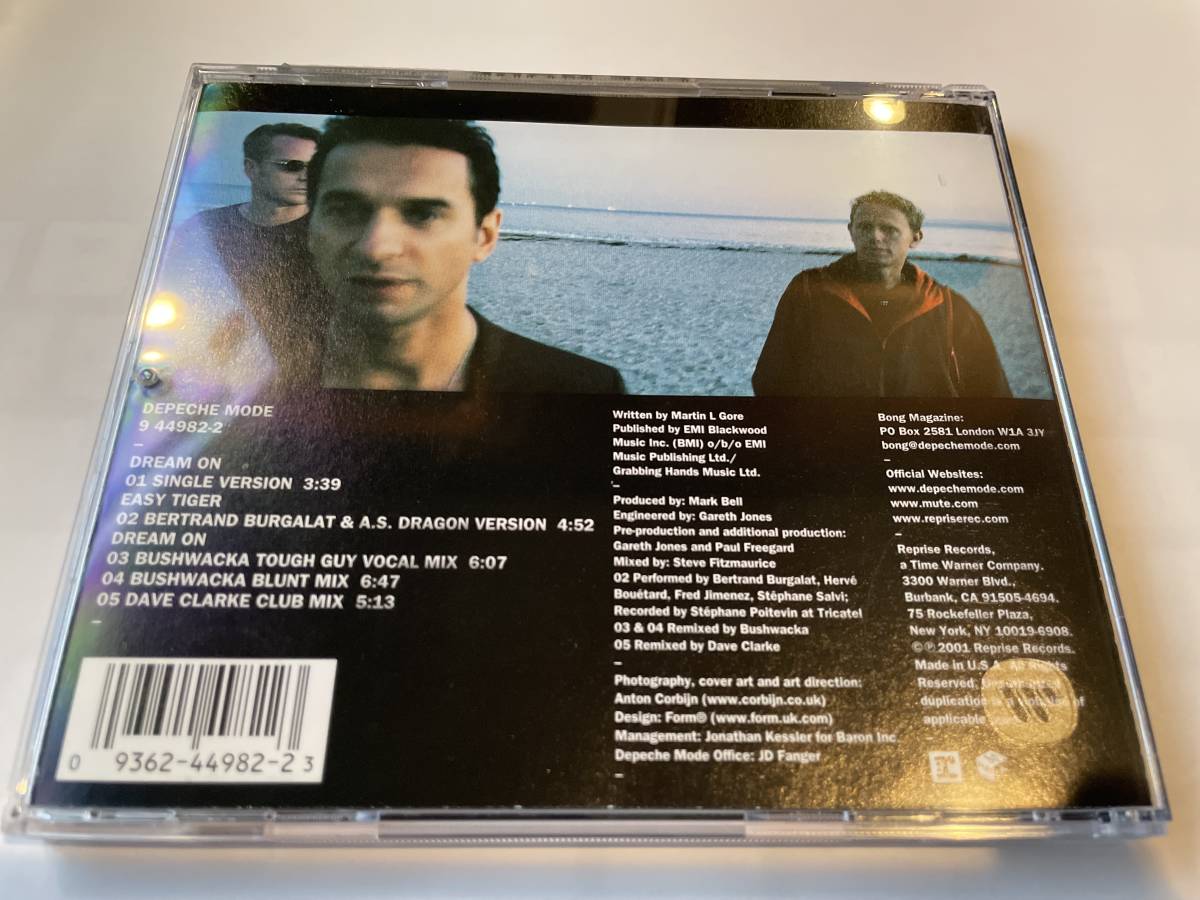 DEPECHE MODE
9 44982-2
–
DREAM ON
01 SINGLE VERSION 3:39
EASY TIGER
02 BERTRAND BURGALAT & A.S. DRAGON VERSION 4:52
DREAM ON
03 BUSHWACKA TOUGH GUY VOCAL MIX 6:07
04 BUSHWACKA BLUNT MIX 6:47
05 DAVE CLARKE CLUB MIX 5:13
–
0 9362-44982-2 3
Written by Martin L Gore
Published by EMI Blackwood
Music Inc. (BMI) o/b/o EMI
Music Publishing Ltd./
Grabbing Hands Music Ltd.
–
Produced by: Mark Bell
Engineered by: Gareth Jones
Pre-production and additional production:
Gareth Jones and Paul Freegard
Mixed by: Steve Fitzmaurice
02 Performed by Bertrand Burgalat, Hervé
Bouétard, Fred Jimenez, Stéphane Salvi;
Recorded by Stéphane Poitevin at Tricatel
03 & 04 Remixed by Bushwacka
05 Remixed by Dave Clarke
–
Photography, cover art and art direction:
Anton Corbijn (www.corbijn.co.uk)
Design: Form® (www.form.uk.com)
Management: Jonathan Kessler for Baron Inc.
Depeche Mode Office: JD Fanger
–
Bong Magazine:
PO Box 2581 London W1A 3JY
bong@depechemode.com
–
Official Websites:
www.depechemode.com
www.mute.com
www.repriserec.com
–
Reprise Records,
a Time Warner Company.
3300 Warner Blvd.,
Burbank, CA 91505-4694.
75 Rockefeller Plaza,
New York, NY 10019-6908.
©℗2001 Reprise Records.
Made in U.S.A. All Rights
Reserved.
duplication is a of
applicable